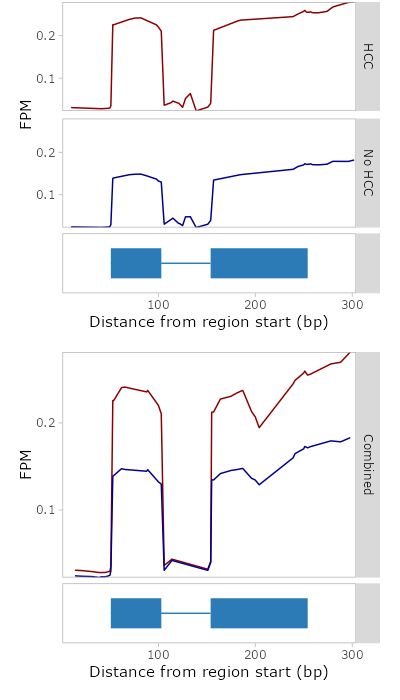 0.2
0.1
HCC
FPM
0.2
0.1
No HCC
100 200 300
Distance from region start (bp)
0.2
0.1
FPM
Combined
100 200 300
Distance from region start (bp)